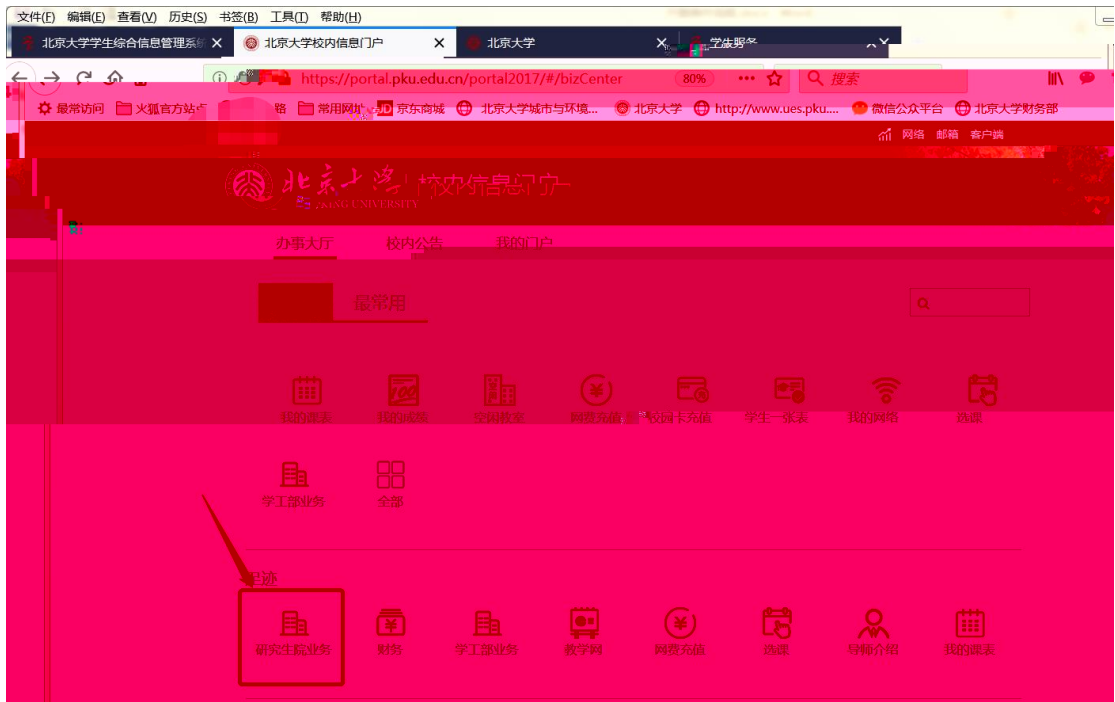 文件(F) 编辑(E) 查看(V) 历史(S) 书签(B) 工具(T) 帮助(H)
北京大学学生综合信息管理系统 北京大学校内信息门户 北京大学
https://portal.pku.edu.cn/portal2017/#/bizCenter 80% 搜索
最常访问 火狐官方站点 常用网址 JD 京东商城 北京大学城市与环境... 北京大学 http://www.ues.pku.... 微信公众平台 北京大学财务部
网络 邮箱 客户端
北京大学 校内信息门户
PEKING UNIVERSITY
办事大厅 校内公告 我的门户
最常用
100
我的课表 我的成绩 空闲教室 网费充值 校园卡充值 学生一张表 我的网络 选课
学工部业务 全部
足迹
研究生院业务 财务 学工部业务 教学网 网费充值 选课 导师介绍 我的课表